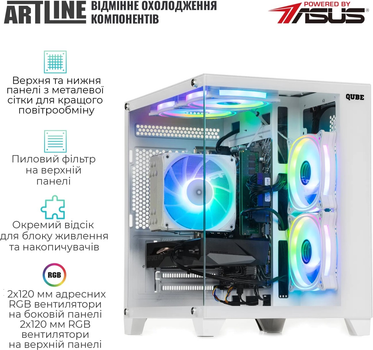 ARTLINE
ВІДМІННЕ ОХОЛОДЖЕННЯ
КОМПОНЕНТІВ
POWERED BY
ASUS
Верхня та нижня
панелі з металевої
сітки для кращого
повітрообміну
Пиловий фільтр
на верхній
панелі
Окремий відсік
для блоку живлення
та накопичувачів
RGB
2x120 мм адресних
RGB вентилятори
на боковій панелі
2x120 мм RGB
вентилятори
на верхній панелі
QUBE